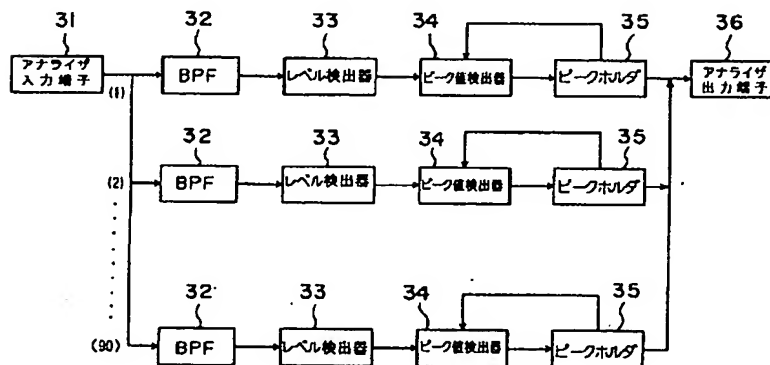 31
32
33
34
35
36
アナライザ
入力端子
BPF
レベル検出器
ピーク値検出器
ピークホルダ
アナライザ
出力端子
(1)
32
33
34
35
(2)
BPF
レベル検出器
ピーク値検出器
ピークホルダ
32
33
34
35
(90)
BPF
レベル検出器
ピーク値検出器
ピークホルダ